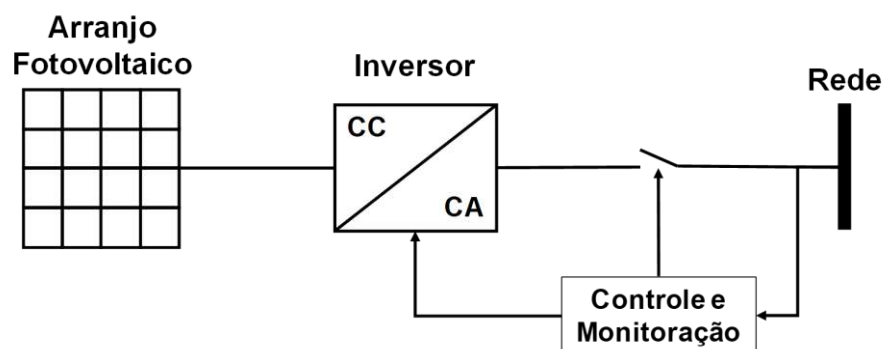 Arranjo
Fotovoltaico
Inversor
Rede
CC
CA
Controle e
Monitoração